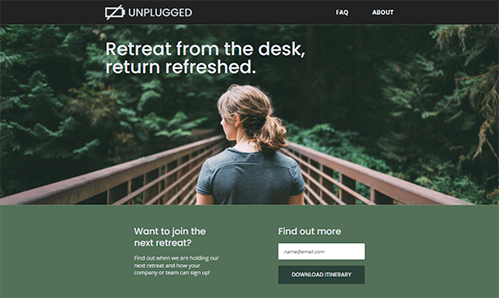 UNPLUGGED
FAQ
ABOUT
Retreat from the desk,
return refreshed.
Want to join the
next retreat?
Find out when we are holding our
next retreat and how your
company or team can sign up!
Find out more
name@email.com
DOWNLOAD ITINERARY